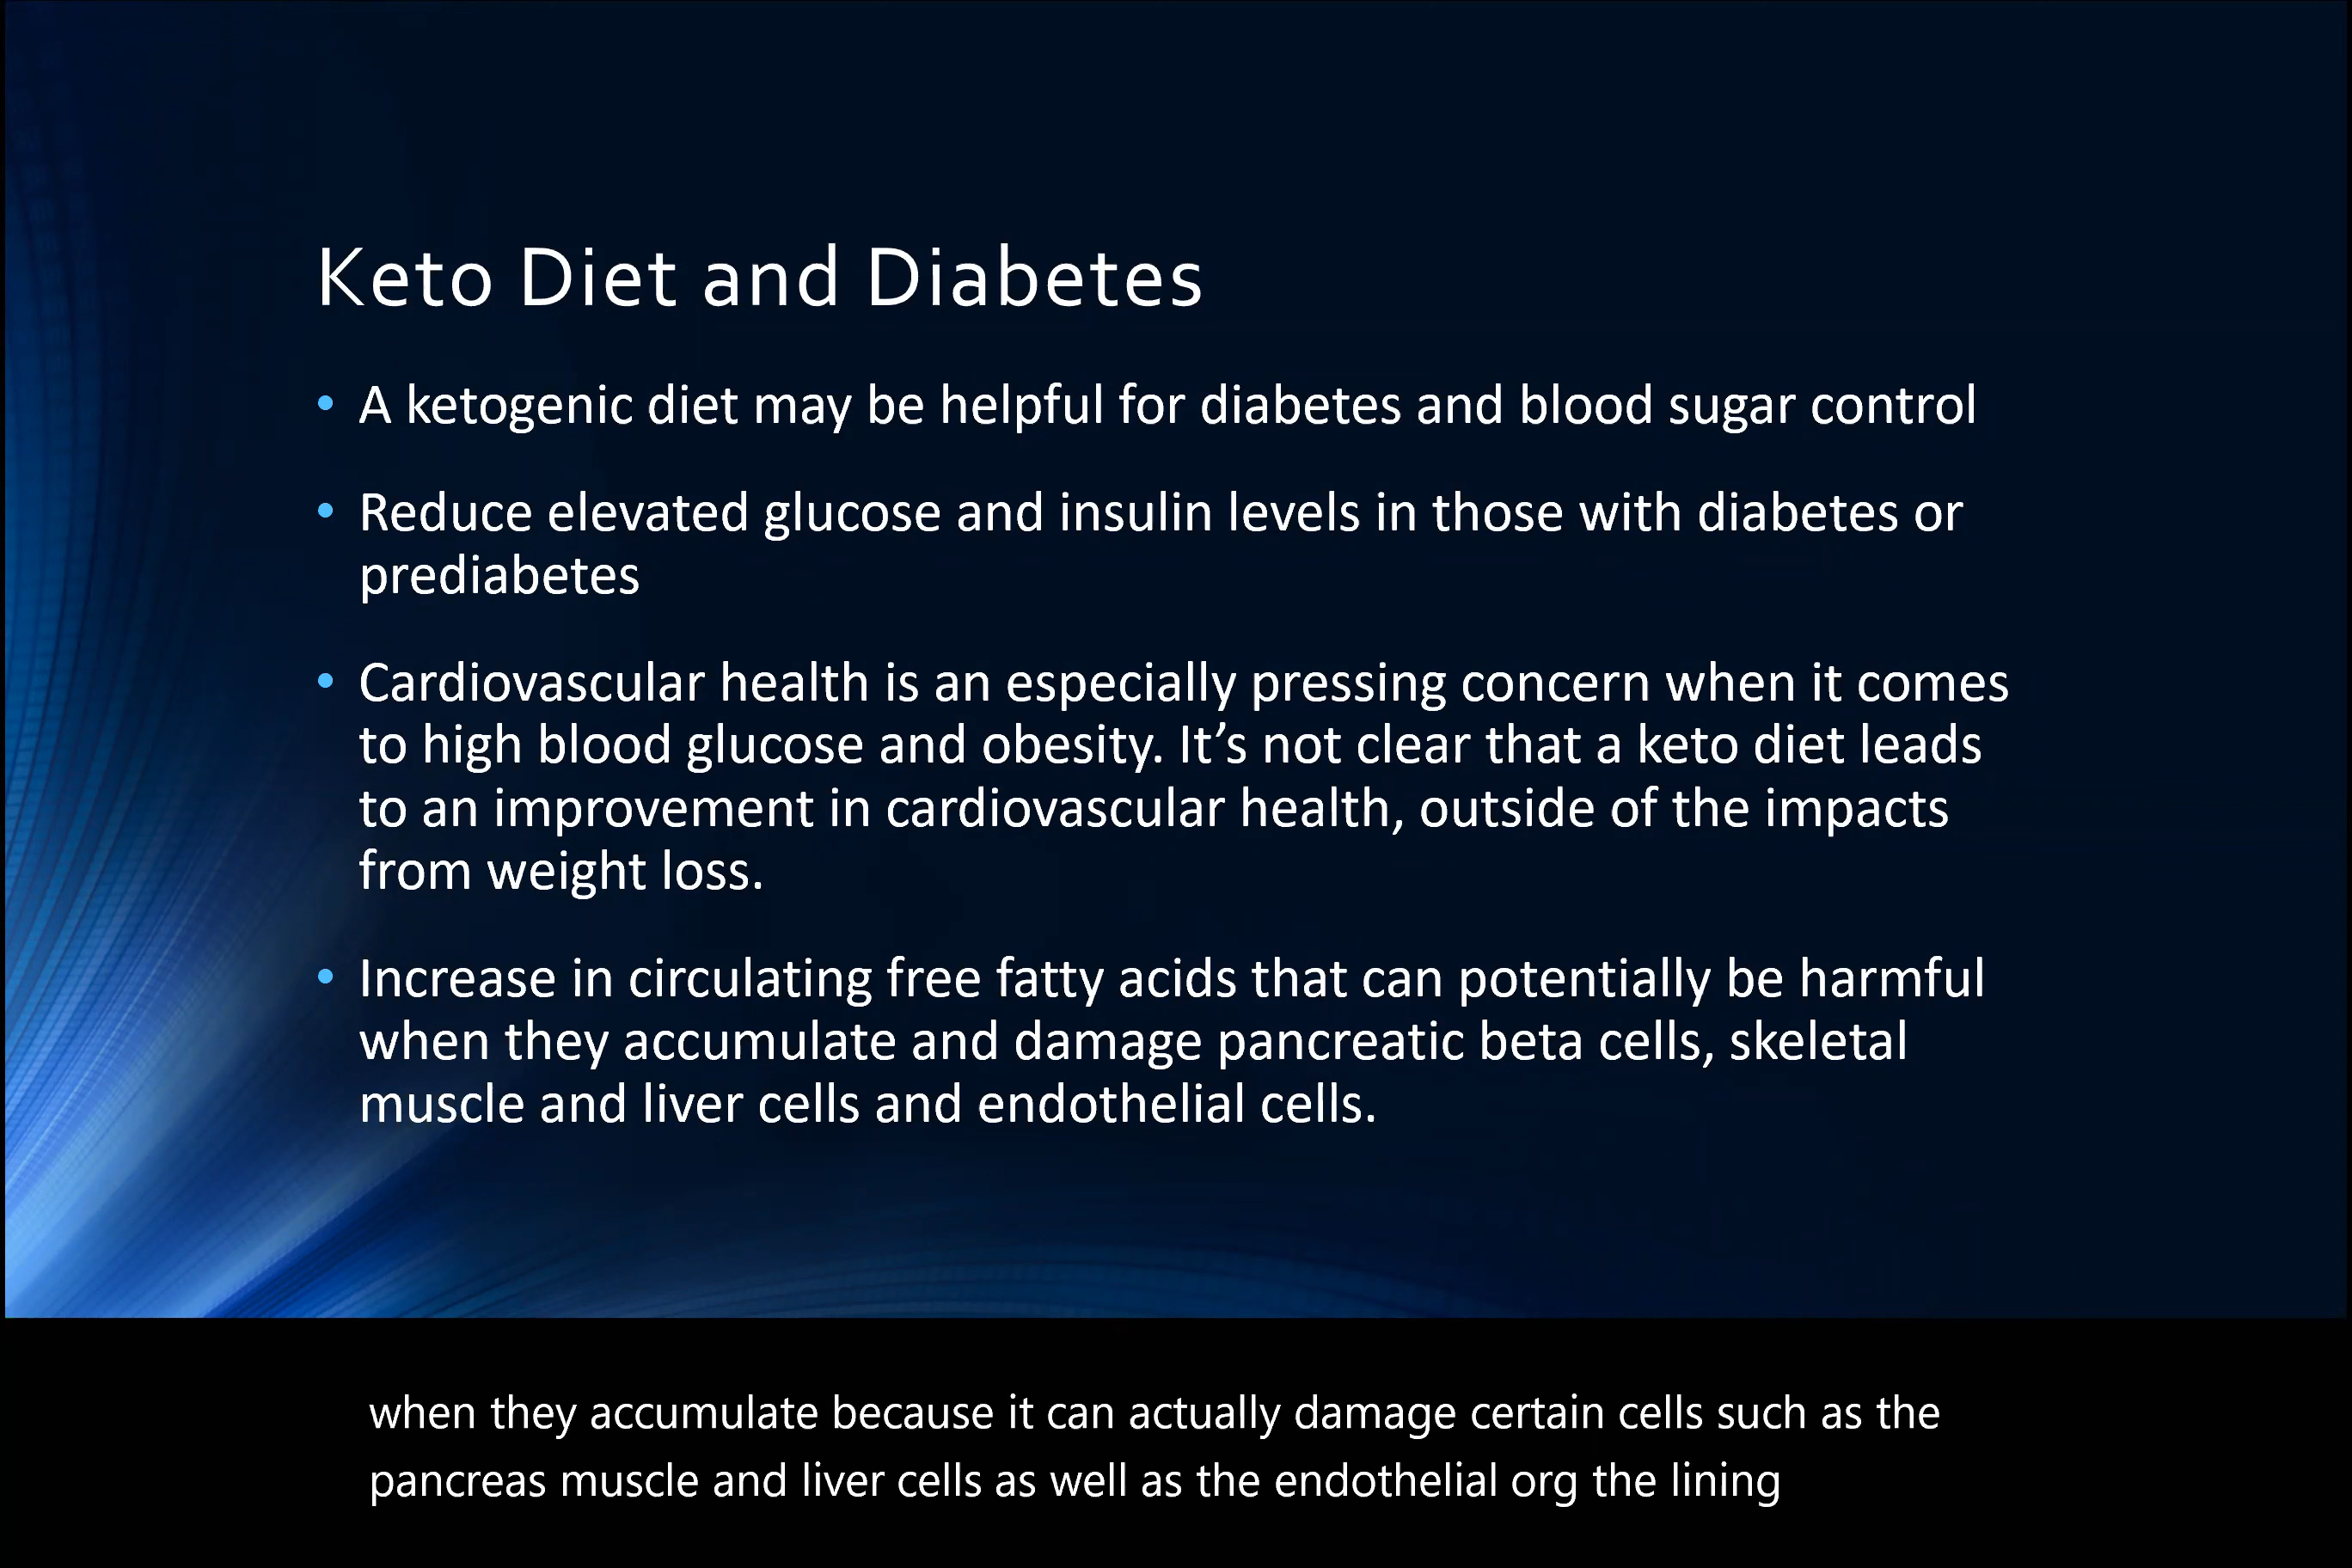 Keto Diet and Diabetes
• A ketogenic diet may be helpful for diabetes and blood sugar control
• Reduce elevated glucose and insulin levels in those with diabetes or
prediabetes
• Cardiovascular health is an especially pressing concern when it comes
to high blood glucose and obesity. It’s not clear that a keto diet leads
to an improvement in cardiovascular health, outside of the impacts
from weight loss.
• Increase in circulating free fatty acids that can potentially be harmful
when they accumulate and damage pancreatic beta cells, skeletal
muscle and liver cells and endothelial cells.
when they accumulate because it can actually damage certain cells such as the
pancreas muscle and liver cells as well as the endothelial org the lining